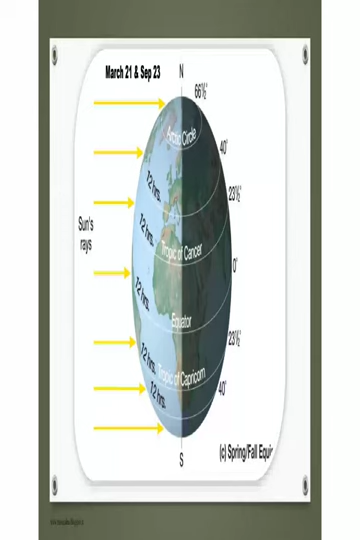 March 21 & Sep 23
N
66½°
Arctic Circle
40°
12 hrs.
23½°
12 hrs.
Sun's
rays
Tropic of Cancer
0°
12 hrs.
Equator
23½°
12 hrs.
Tropic of Capricorn
12 hrs.
40°
(c) Spring/Fall Equi
S